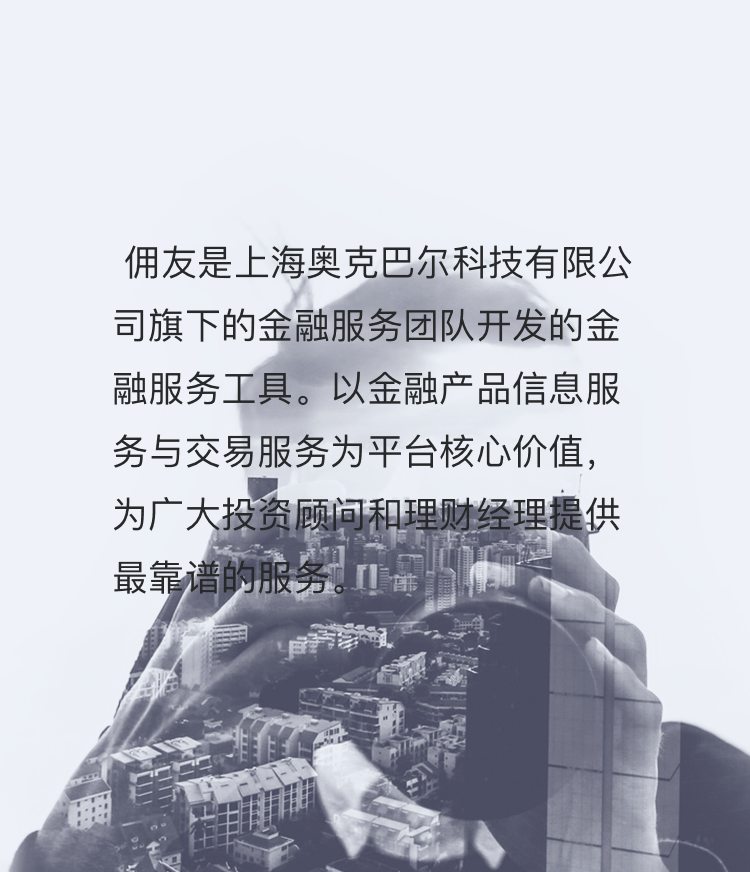 佣友是上海奥克巴尔科技有限公
司旗下的金融服务团队开发的金
融服务工具。以金融产品信息服
务与交易服务为平台核心价值，
为广大投资顾问和理财经理提供
最靠谱的服务。